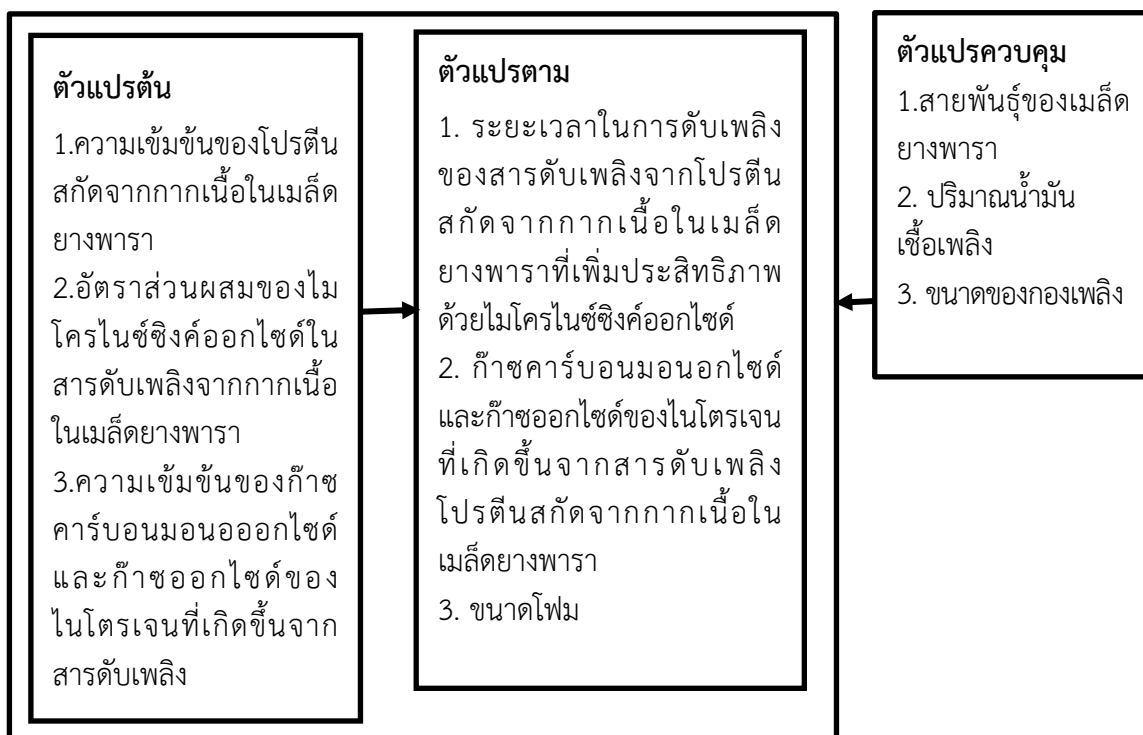 ตัวแปรต้น
1.ความเข้มข้นของโปรตีน
สกัดจากกากเนื้อในเมล็ด
ยางพารา
2.อัตราส่วนผสมของไม
โครไนซ์ซิงค์ออกไซด์ใน
สารดับเพลิงจากกากเนื้อ
ในเมล็ดยางพารา
3.ความเข้มข้นของก๊าซ
คาร์บอนมอนอออกไซด์
และก๊าซออกไซด์ของ
ไนโตรเจนที่เกิดขึ้นจาก
สารดับเพลิง
ตัวแปรตาม
1. ระยะเวลาในการดับเพลิง
ของสารดับเพลิงจากโปรตีน
สกัดจากกากเนื้อในเมล็ด
ยางพาราที่เพิ่มประสิทธิภาพ
ด้วยไมโครไนซ์ซิงค์ออกไซด์
2. ก๊าซคาร์บอนมอนอกไซด์
และก๊าซออกไซด์ของไนโตรเจน
ที่เกิดขึ้นจากสารดับเพลิง
โปรตีนสกัดจากกากเนื้อใน
เมล็ดยางพารา
3. ขนาดโฟม
ตัวแปรควบคุม
1.สายพันธุ์ของเมล็ด
ยางพารา
2. ปริมาณน้ำมัน
เชื้อเพลิง
3. ขนาดของกองเพลิง